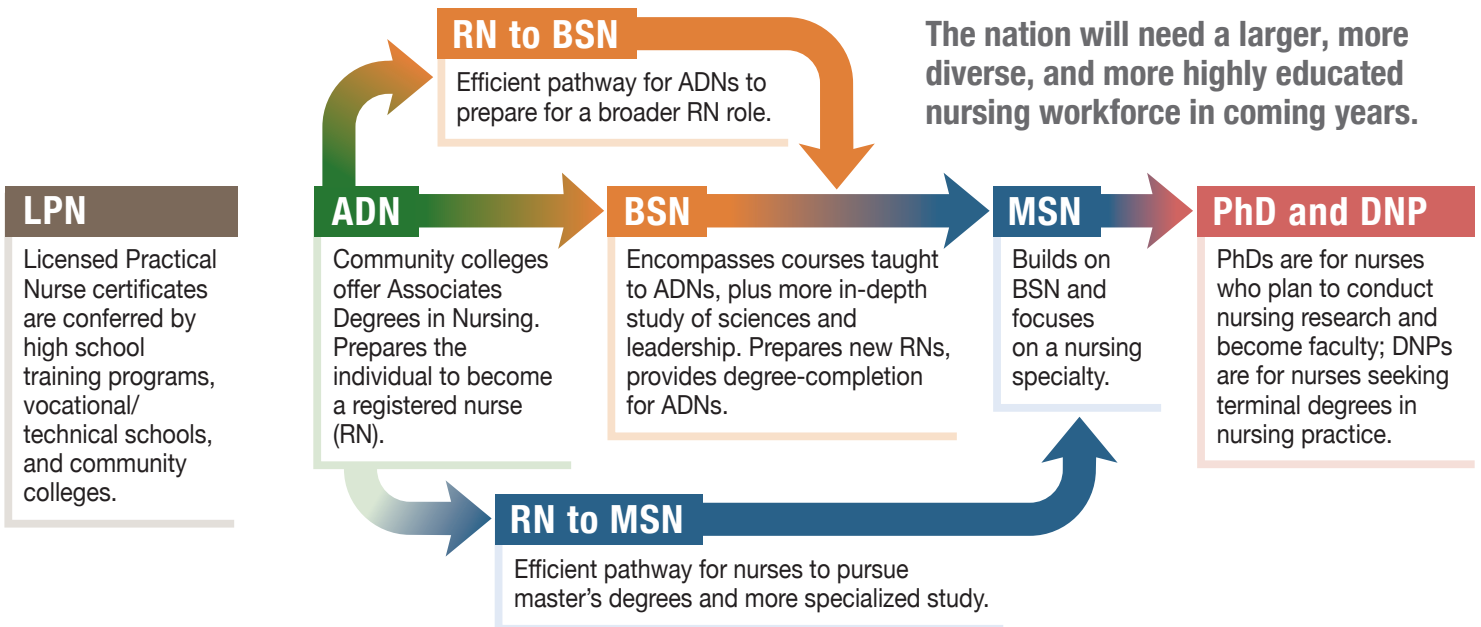 RN to BSN
Efficient pathway for ADNs to
prepare for a broader RN role.
The nation will need a larger, more
diverse, and more highly educated
nursing workforce in coming years.
LPN
Licensed Practical
Nurse certificates
are conferred by
high school
training programs,
vocational/
technical schools,
and community
colleges.
ADN
Community colleges
offer Associates
Degrees in Nursing.
Prepares the
individual to become
a registered nurse
(RN).
BSN
Encompasses courses taught
to ADNs, plus more in-depth
study of sciences and
leadership. Prepares new RNs,
provides degree-completion
for ADNs.
MSN
Builds on
BSN and
focuses
on a nursing
specialty.
PhD and DNP
PhDs are for nurses
who plan to conduct
nursing research and
become faculty; DNPs
are for nurses seeking
terminal degrees in
nursing practice.
RN to MSN
Efficient pathway for nurses to pursue
master’s degrees and more specialized study.